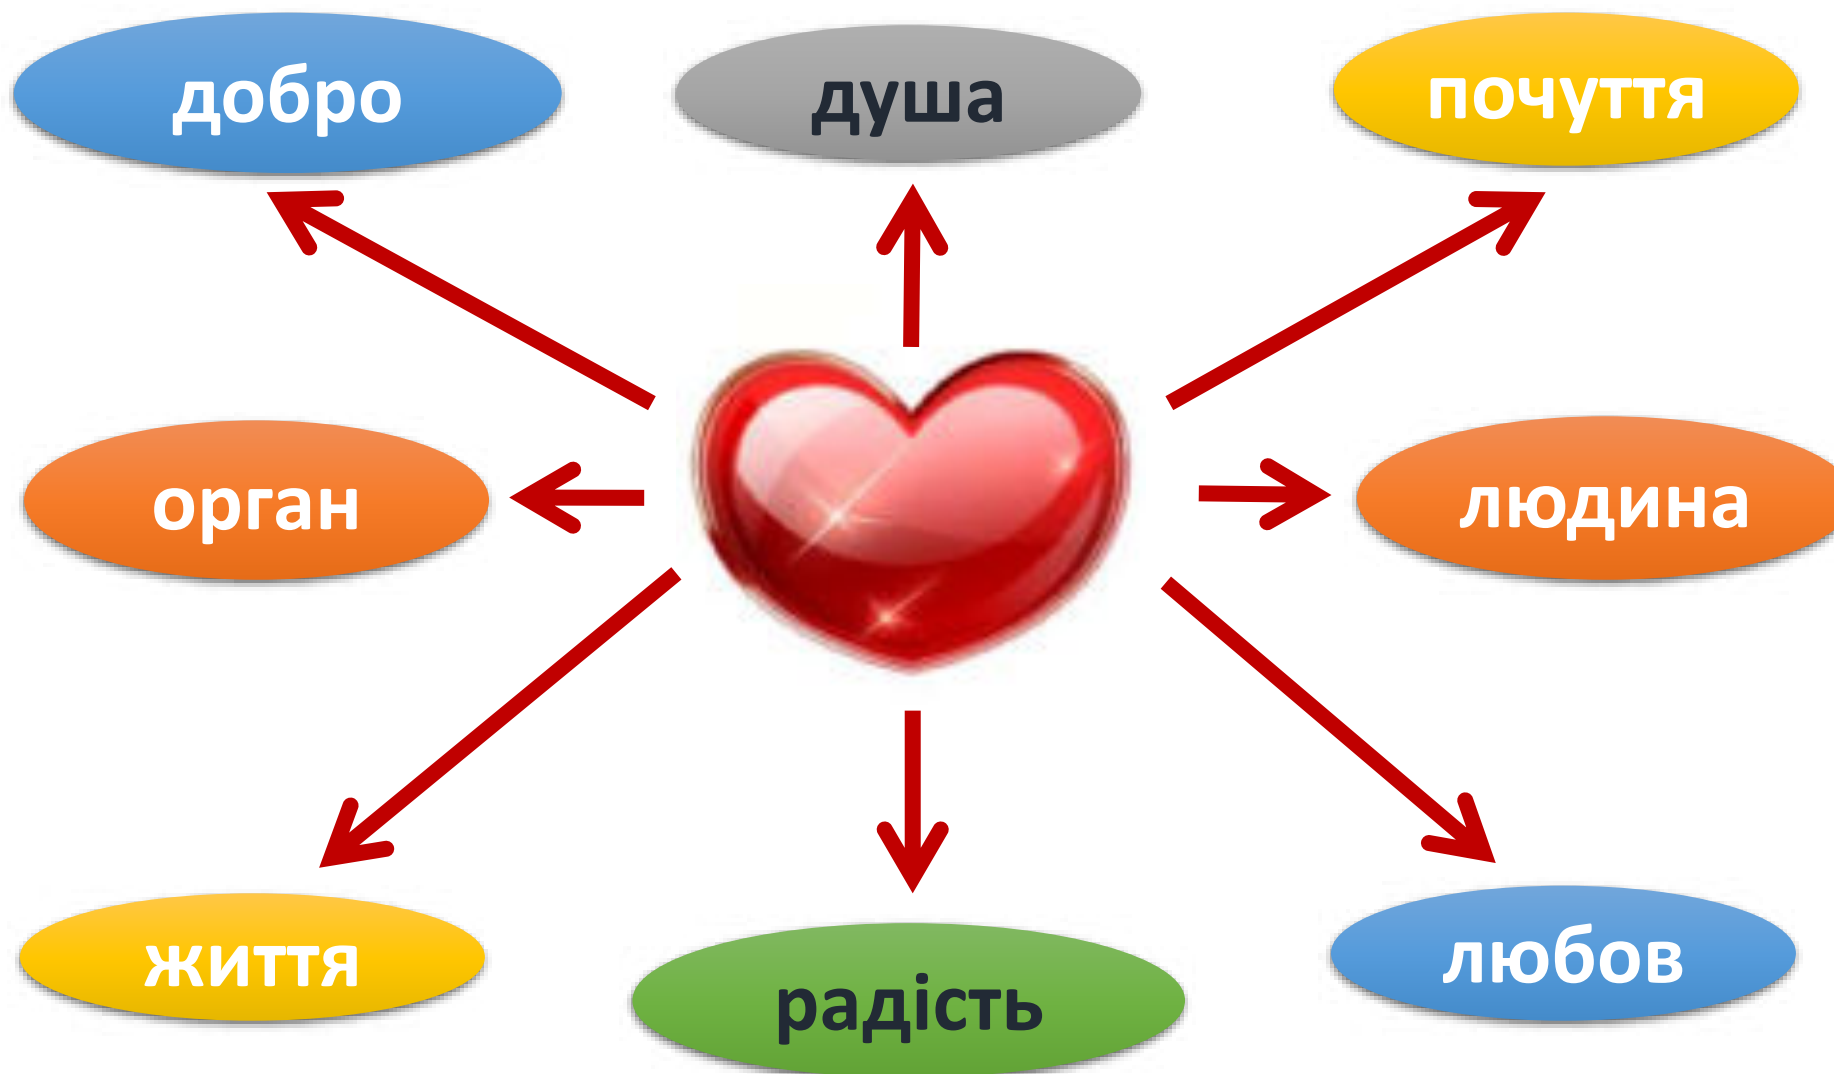 добро
душа
почуття
орган
людина
життя
радість
любов